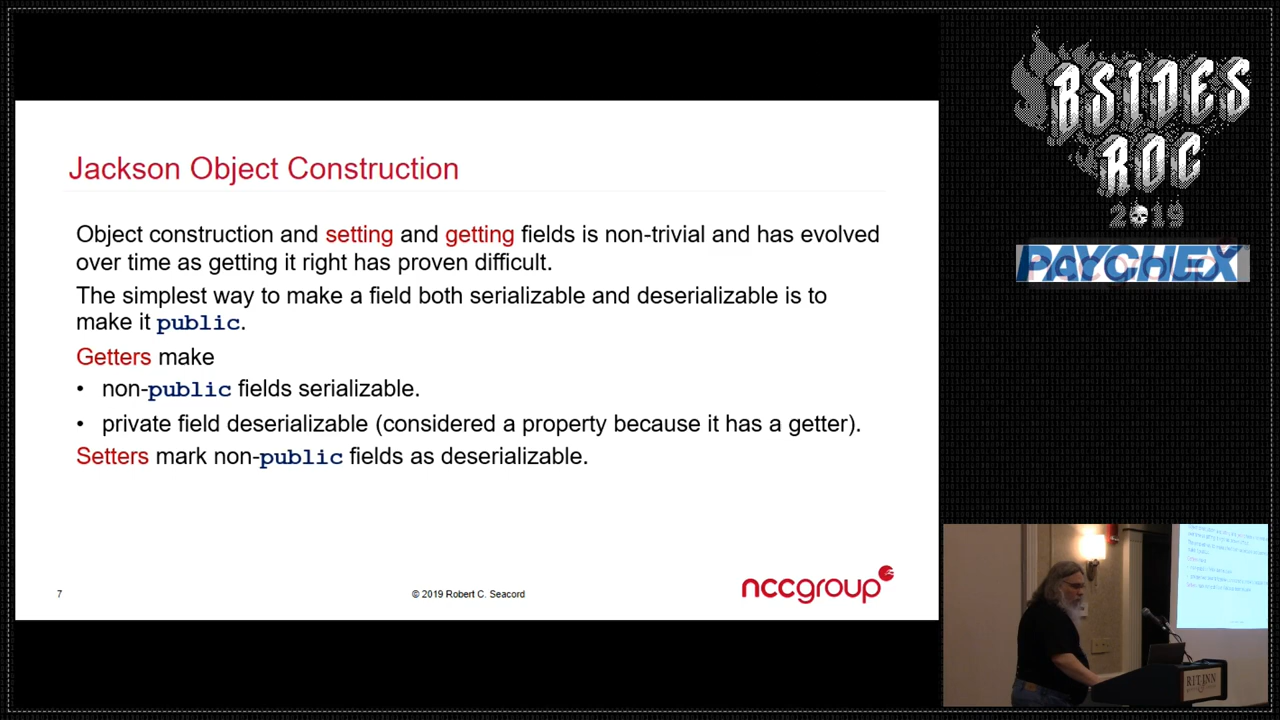 Jackson Object Construction
Object construction and setting and getting fields is non-trivial and has evolved
over time as getting it right has proven difficult.
The simplest way to make a field both serializable and deserializable is to
make it public.
Getters make
• non-public fields serializable.
• private field deserializable (considered a property because it has a getter).
Setters mark non-public fields as deserializable.
7
© 2019 Robert C. Seacord
nccgroup
BSIDES
ROC
2019
PAYCHEX
nccgroup
RIT INN